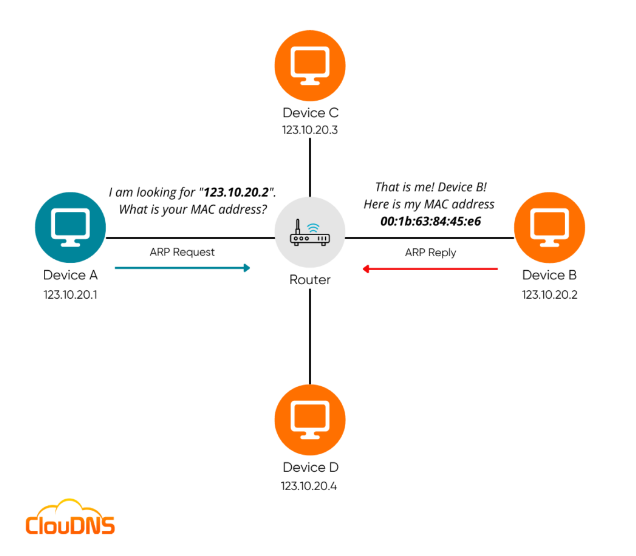 Device C
123.10.20.3
I am looking for "123.10.20.2".
What is your MAC address?
That is me! Device B!
Here is my MAC address
00:1b:63:84:45:e6
ARP Request
ARP Reply
Device A
123.10.20.1
Router
Device B
123.10.20.2
Device D
123.10.20.4
ClouDNS